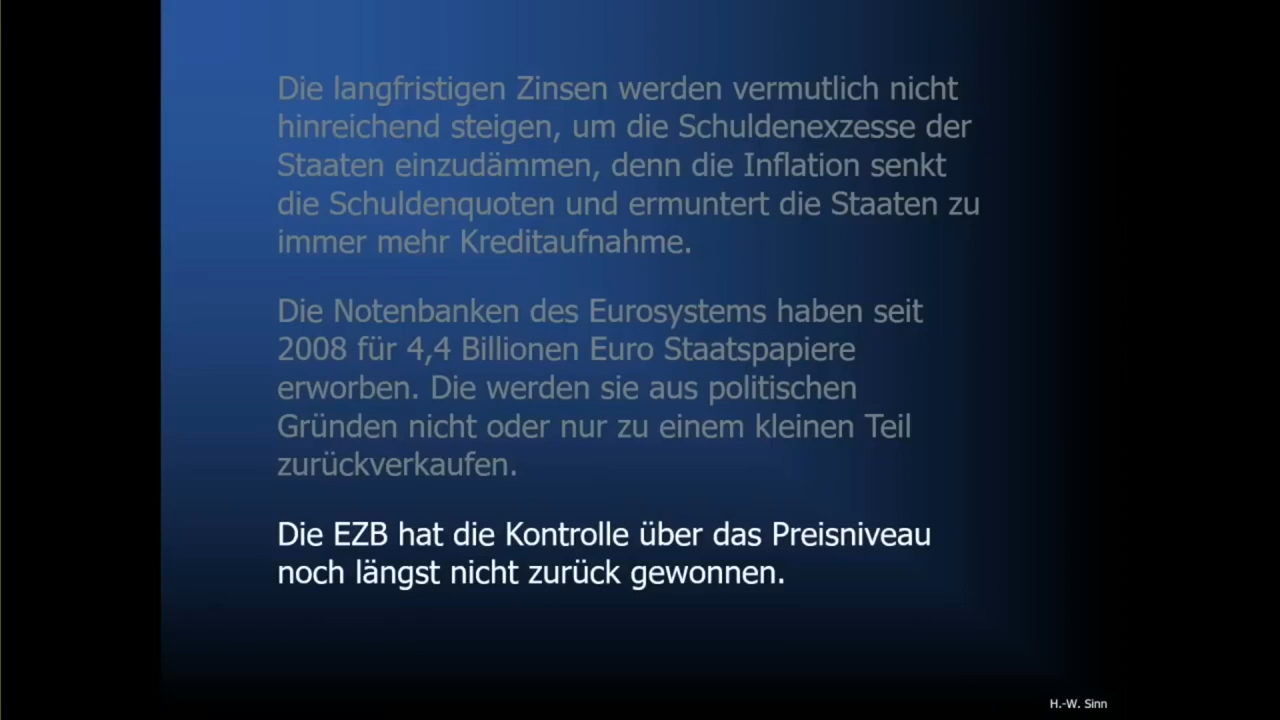 Die langfristigen Zinsen werden vermutlich nicht
hinreichend steigen, um die Schuldenexzesse der
Staaten einzudämmen, denn die Inflation senkt
die Schuldenquoten und ermuntert die Staaten zu
immer mehr Kreditaufnahme.
Die Notenbanken des Eurosystems haben seit
2008 für 4,4 Billionen Euro Staatspapiere
erworben. Die werden sie aus politischen
Gründen nicht oder nur zu einem kleinen Teil
zurückverkaufen.
Die EZB hat die Kontrolle über das Preisniveau
noch längst nicht zurück gewonnen.
H.-W. Sinn